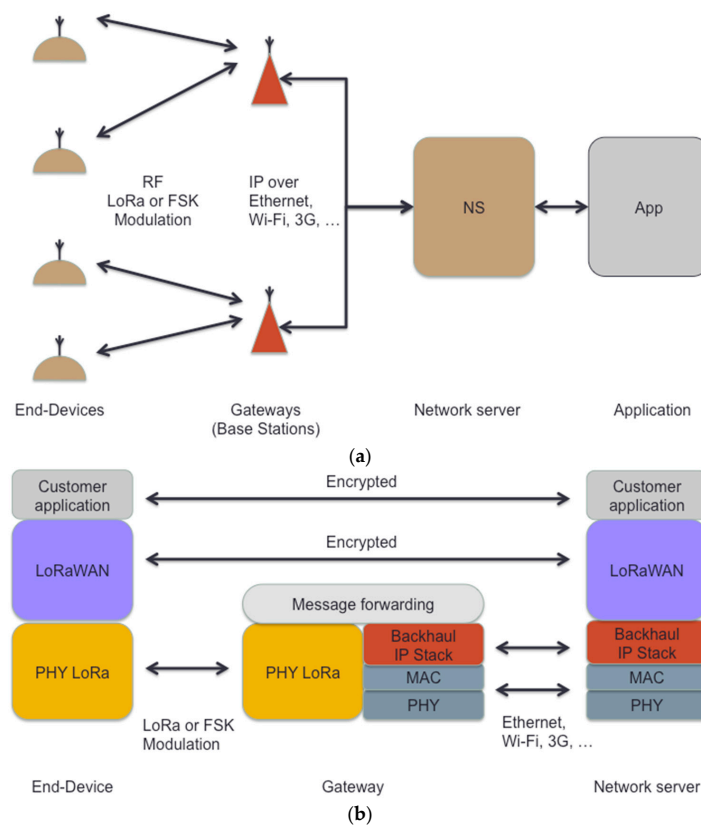 RF
LoRa or FSK
Modulation
IP over
Ethernet,
Wi-Fi, 3G, ...
NS
App
End-Devices
Gateways
(Base Stations)
Network server
Application
(a)
Customer
application
Encrypted
Customer
application
Encrypted
LoRaWAN
LoRaWAN
Message forwarding
PHY LoRa
PHY LoRa
Backhaul
IP Stack
MAC
PHY
Backhaul
IP Stack
MAC
PHY
LoRa or FSK
Modulation
Ethernet,
Wi-Fi, 3G, ...
End-Device
Gateway
Network server
(b)